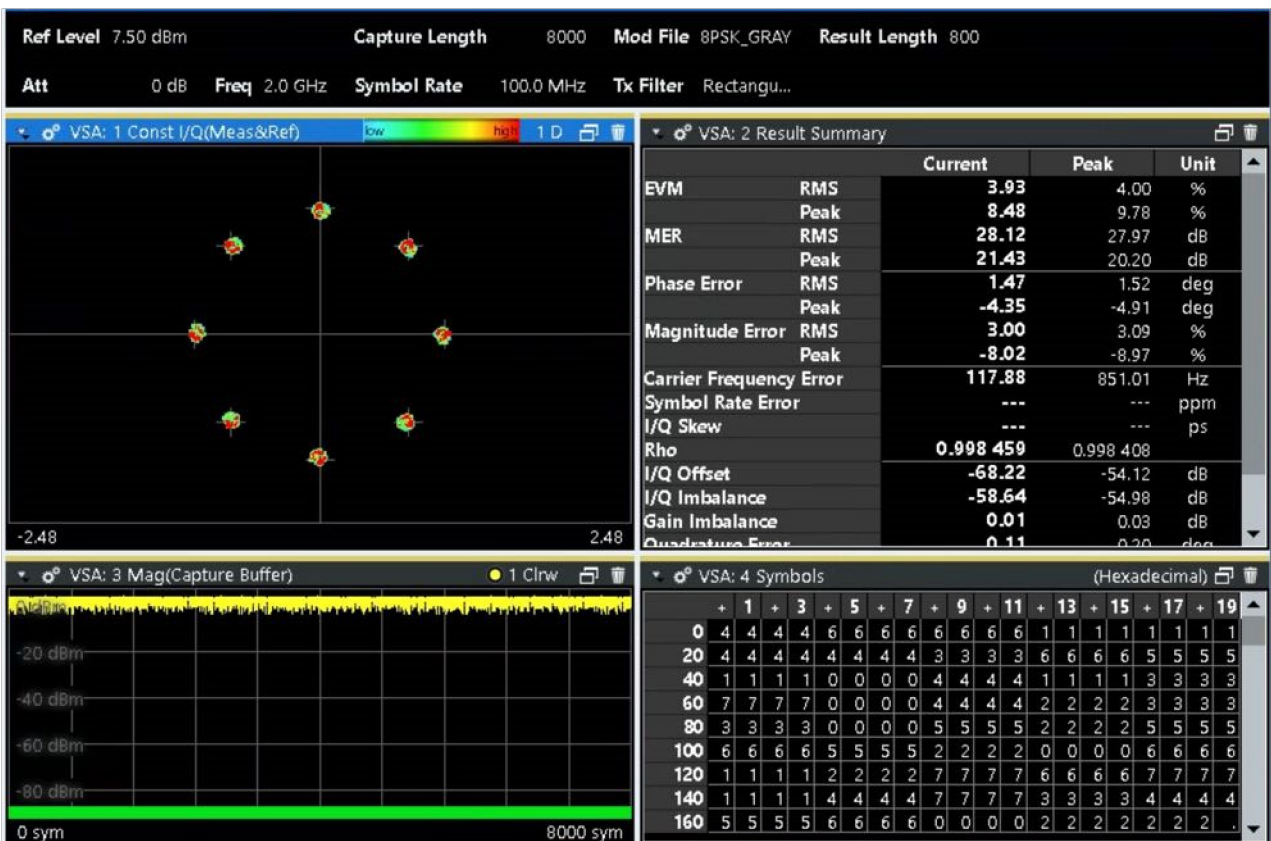 Ref Level 7.50 dBm Capture Length 8000 Mod File 8PSK_GRAY Result Length 800
Att 0 dB Freq 2.0 GHz Symbol Rate 100.0 MHz Tx Filter Rectangu...
VSA: 1 Const I/Q(Meas&Ref) low high 1 D
-2.48 2.48
VSA: 2 Result Summary
Current Peak Unit
EVM RMS 3.93 4.00 %
Peak 8.48 9.78 %
MER RMS 28.12 27.97 dB
Peak 21.43 20.20 dB
Phase Error RMS 1.47 1.52 deg
Peak -4.35 -4.91 deg
Magnitude Error RMS 3.00 3.09 %
Peak -8.02 -8.97 %
Carrier Frequency Error 117.88 851.01 Hz
Symbol Rate Error --- --- ppm
I/Q Skew --- --- ps
Rho 0.998 459 0.998 408
I/Q Offset -68.22 -54.12 dB
I/Q Imbalance -58.64 -54.98 dB
Gain Imbalance 0.01 0.03 dB
Quadrature Error 0.11 0.20 deg
VSA: 3 Mag(Capture Buffer) 1 Clrw
-20 dBm
-40 dBm
-60 dBm
-80 dBm
0 sym 8000 sym
VSA: 4 Symbols (Hexadecimal)
+ 1 + 3 + 5 + 7 + 9 + 11 + 13 + 15 + 17 + 19
0 4 4 4 4 6 6 6 6 6 6 6 6 1 1 1 1 1 1 1 1
20 4 4 4 4 4 4 4 4 3 3 3 3 6 6 6 6 5 5 5 5
40 1 1 1 1 0 0 0 0 4 4 4 4 1 1 1 1 3 3 3 3
60 7 7 7 7 0 0 0 0 4 4 4 4 2 2 2 2 3 3 3 3
80 3 3 3 3 0 0 0 0 5 5 5 5 2 2 2 2 5 5 5 5
100 6 6 6 6 5 5 5 5 2 2 2 2 0 0 0 0 6 6 6 6
120 1 1 1 1 2 2 2 2 7 7 7 7 6 6 6 6 7 7 7 7
140 1 1 1 1 4 4 4 4 7 7 7 7 3 3 3 3 4 4 4 4
160 5 5 5 5 6 6 6 6 0 0 0 0 2 2 2 2 2 2 2 .